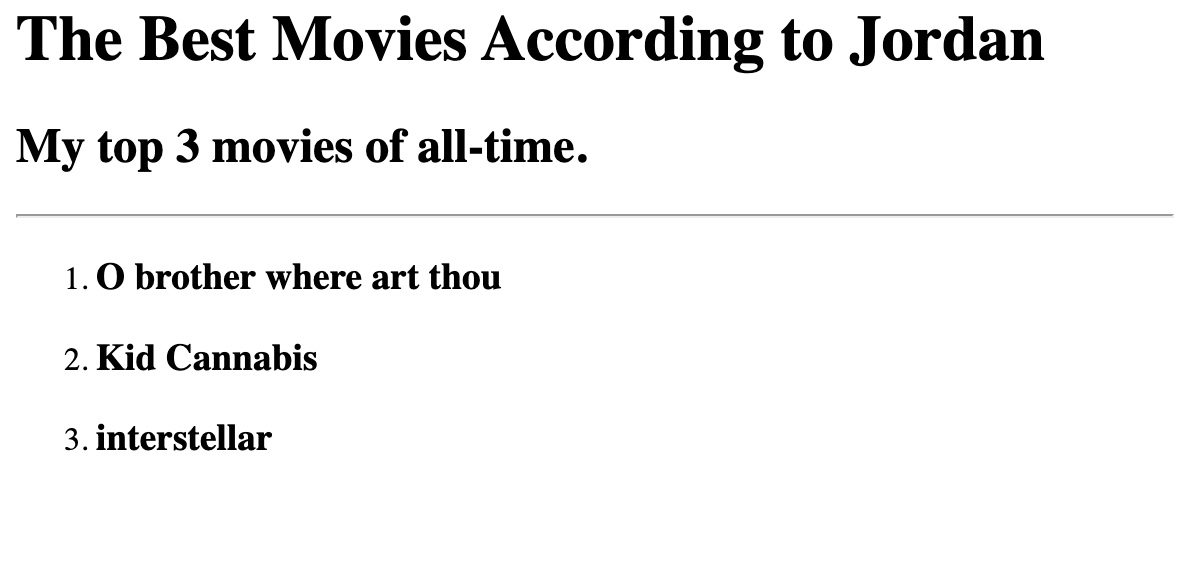 The Best Movies According to Jordan
My top 3 movies of all-time.
1. O brother where art thou
2. Kid Cannabis
3. interstellar